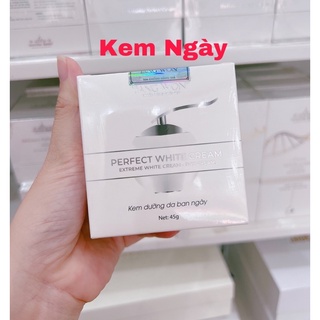 Kem Ngày
PERFECT WHITE CREAM
EXTREME WHITE CREAM
Kem dưỡng da ban ngày
Net: 45g